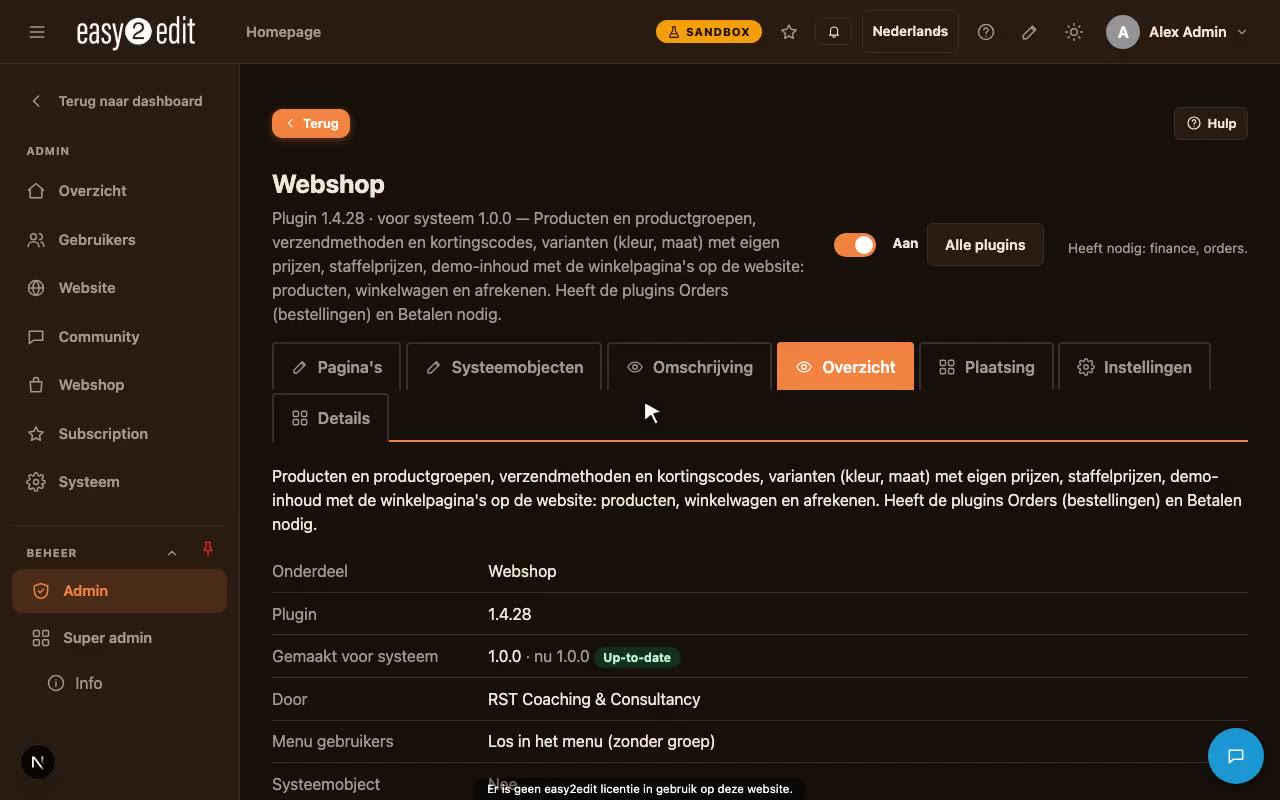 easy2edit
Homepage
SANDBOX
Nederlands
A
Alex Admin
Terug naar dashboard
ADMIN
Overzicht
Gebruikers
Website
Community
Webshop
Subscription
Systeem
BEHEER
Admin
Super admin
Info
N
Terug
Hulp
Webshop
Plugin 1.4.28 · voor systeem 1.0.0 — Producten en productgroepen,
verzendmethoden en kortingscodes, varianten (kleur, maat) met eigen
prijzen, staffelprijzen, demo-inhoud met de winkelpagina's op de website:
producten, winkelwagen en afrekenen. Heeft de plugins Orders
(bestellingen) en Betalen nodig.
Aan
Alle plugins
Heeft nodig: finance, orders.
Pagina's
Systeemobjecten
Omschrijving
Overzicht
Plaatsing
Instellingen
Details
Producten en productgroepen, verzendmethoden en kortingscodes, varianten (kleur, maat) met eigen prijzen, staffelprijzen, demo-
inhoud met de winkelpagina's op de website: producten, winkelwagen en afrekenen. Heeft de plugins Orders (bestellingen) en Betalen
nodig.
Onderdeel Webshop
Plugin 1.4.28
Gemaakt voor systeem 1.0.0 · nu 1.0.0 Up-to-date
Door RST Coaching & Consultancy
Menu gebruikers Los in het menu (zonder groep)
Systeemobject Nee
Er is geen easy2edit licentie in gebruik op deze website.